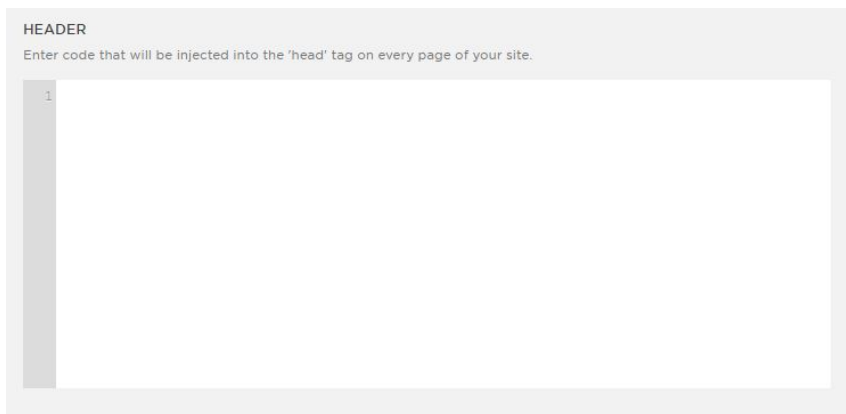 HEADER
Enter code that will be injected into the 'head' tag on every page of your site.
1